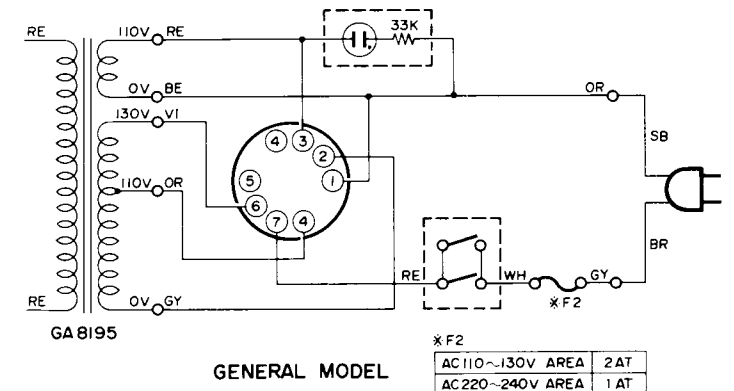 RE
110V RE
33K
0V BE
OR
130V VI
SB
4 3
2
1
5
110V OR
6
7 4
BR
RE
WH
GY
※F2
RE
0V GY
GA8195
※F2
GENERAL MODEL
AC110~130V AREA 2AT
AC220~240V AREA 1AT